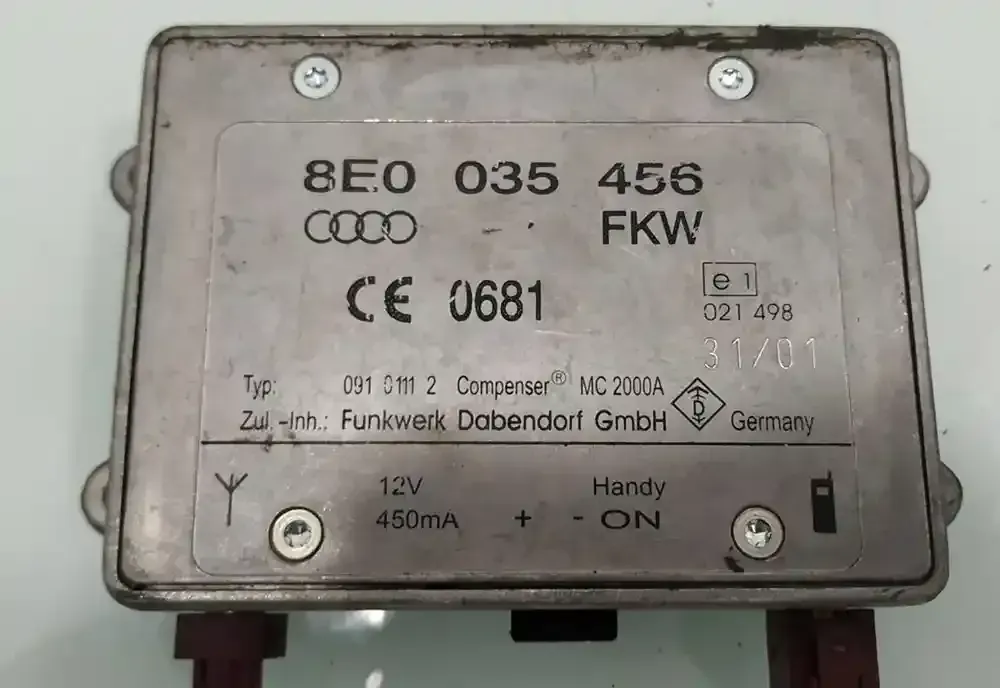 8E0 035 456
FKW
CE 0681
e 1
021 498
31/01
Typ: 091 0111 2 Compenser® MC 2000A
D
Zul.-Inh.: Funkwerk Dabendorf GmbH Germany
12V Handy
450mA + - ON